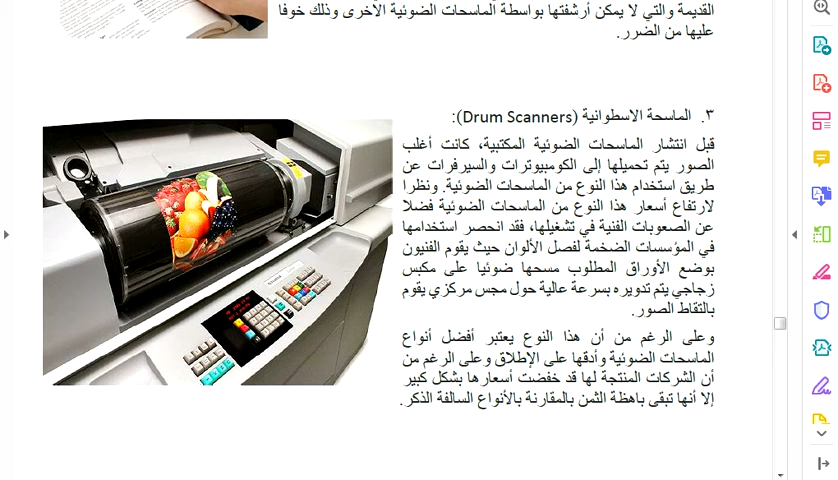 القديمة والتي لا يمكن أرشفتها بواسطة الماسحات الضوئية الأخرى وذلك خوفا
عليها من الضرر.
٣. الماسحة الاسطوانية (Drum Scanners):
قبل انتشار الماسحات الضوئية المكتبية، كانت أغلب
الصور يتم تحميلها إلى الكومبيوترات والسيرفرات عن
طريق استخدام هذا النوع من الماسحات الضوئية. ونظرا
لارتفاع أسعار هذا النوع من الماسحات الضوئية فضلا
عن الصعوبات الفنية في تشغيلها، فقد انحصر استخدامها
في المؤسسات الضخمة لفصل الألوان حيث يقوم الفنيون
بوضع الأوراق المطلوب مسحها ضوئيا على مكبس
زجاجي يتم تدويره بسرعة عالية حول مجس مركزي يقوم
بالتقاط الصور.
وعلى الرغم من أن هذا النوع يعتبر أفضل أنواع
الماسحات الضوئية وأدقها على الإطلاق وعلى الرغم من
أن الشركات المنتجة لها قد خفضت أسعارها بشكل كبير
إلا أنها تبقى باهظة الثمن بالمقارنة بالأنواع السالفة الذكر.